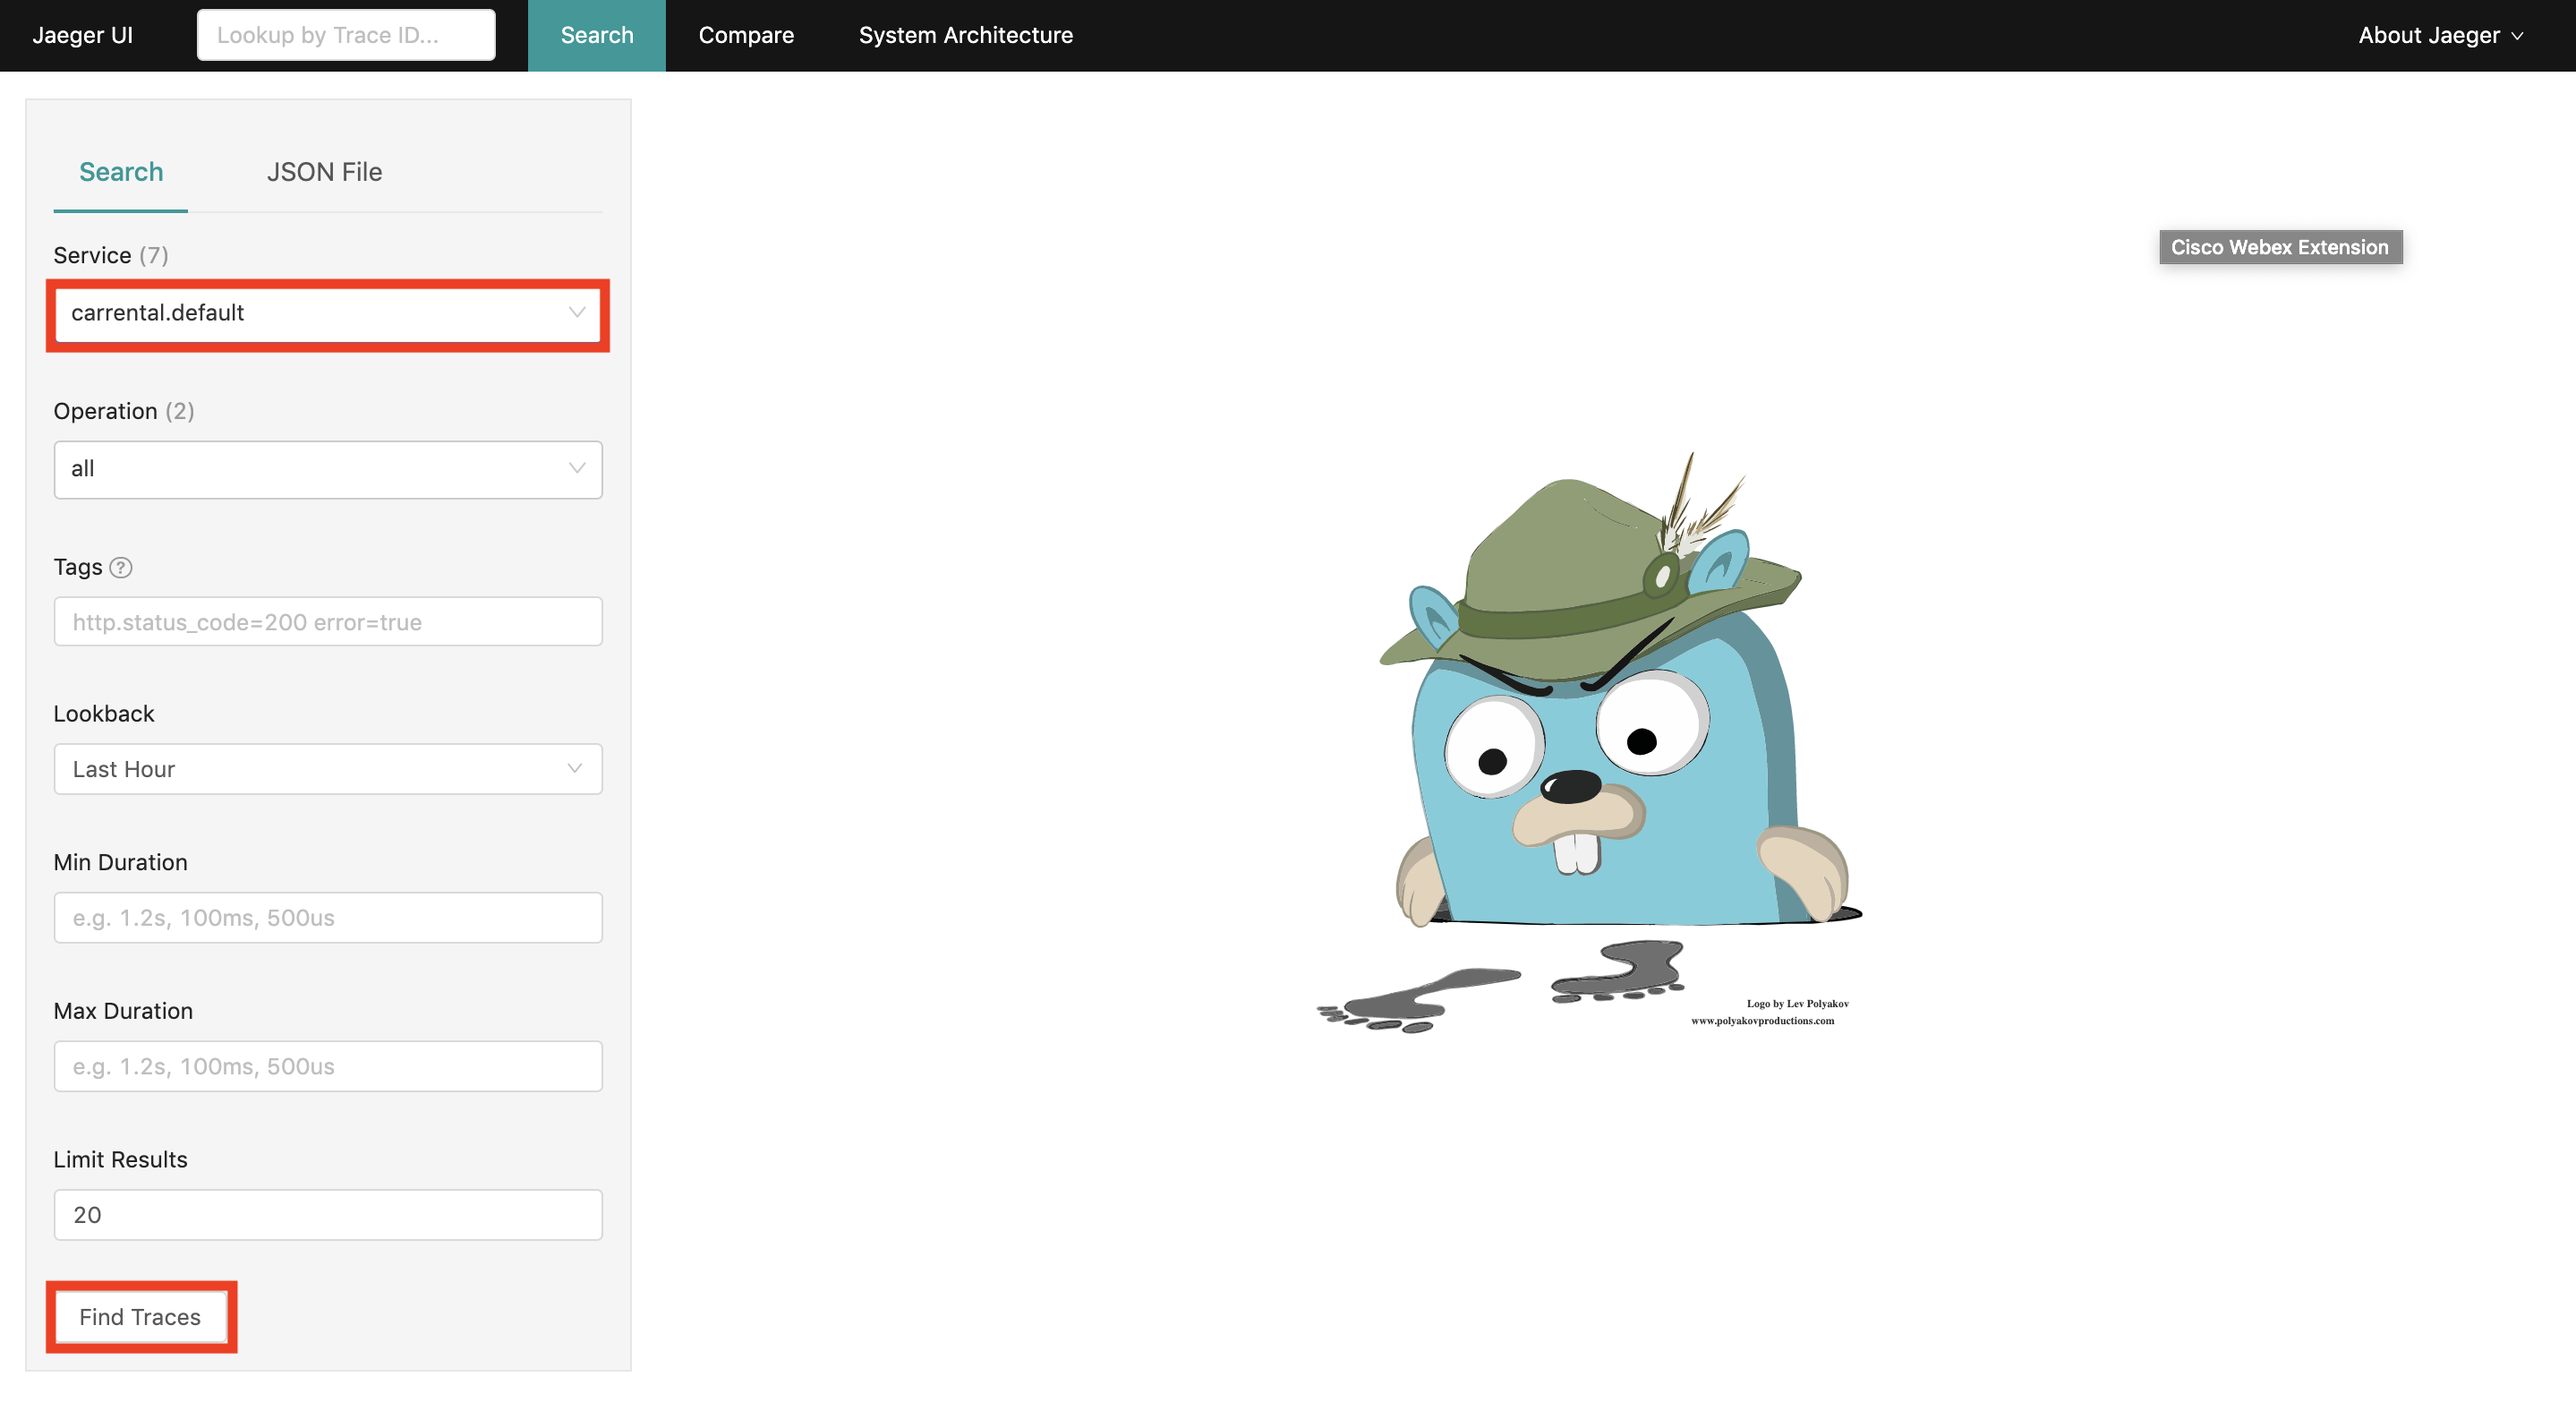 Jaeger UI
Lookup by Trace ID...
Search
Compare
System Architecture
About Jaeger
Search
JSON File
Service (7)
carrental.default
Operation (2)
all
Tags ?
http.status_code=200 error=true
Lookback
Last Hour
Min Duration
e.g. 1.2s, 100ms, 500us
Max Duration
e.g. 1.2s, 100ms, 500us
Limit Results
20
Find Traces
Cisco Webex Extension
Logo by Lev Polyakov
www.polyakovproductions.com